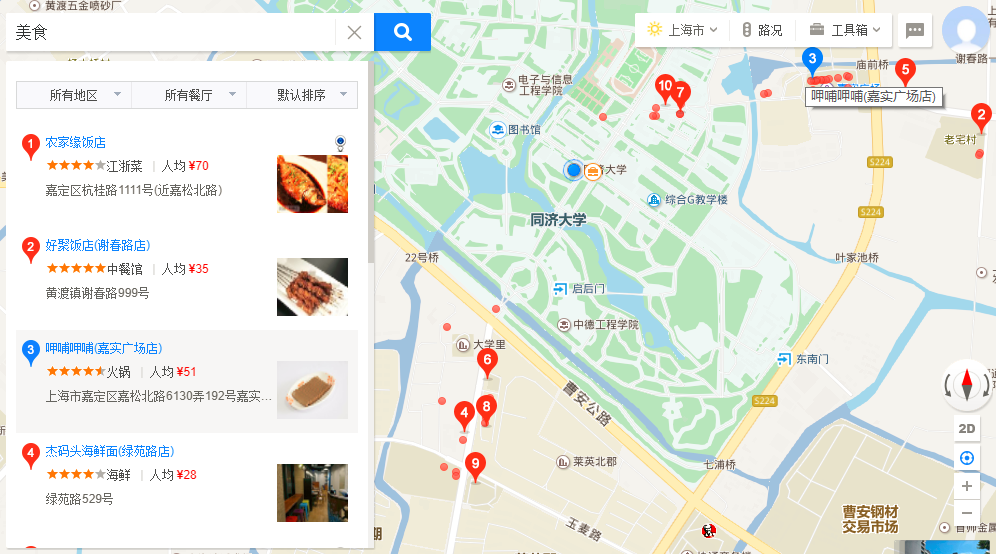 黄渡五金喷砂厂
美食
上海市
路况
工具箱
所有地区
所有餐厅
默认排序
1
农家缘饭店
江浙菜 | 人均 ¥70
嘉定区杭桂路1111号(近嘉松北路)
2
好聚饭店(谢春路店)
中餐馆 | 人均 ¥35
黄渡镇谢春路999号
3
呷哺呷哺(嘉实广场店)
火锅 | 人均 ¥51
上海市嘉定区嘉松北路6130弄192号嘉实...
4
杰码头海鲜面(绿苑路店)
海鲜 | 人均 ¥28
绿苑路529号
3
庙前桥
谢春路
5
呷哺呷哺(嘉实广场店)
10
7
2
老宅村
电子与信息
工程学院
图书馆
济大学
综合G教学楼
同济大学
S224
S224
叶家池桥
22号桥
启后门
中德工程学院
大学里
6
东南门
曹安公路
S224
4
8
2D
莱英北郡
七浦桥
9
玉麦路
曹安钢材
交易市场
期